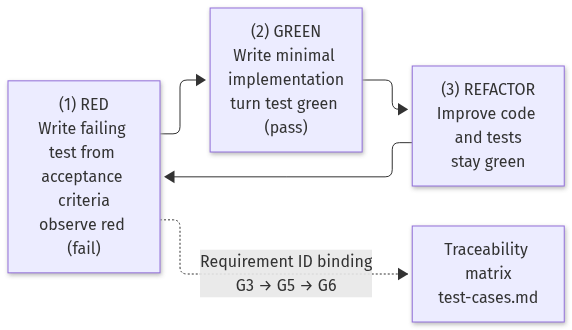 (1) RED
Write failing
test from
acceptance
criteria
observe red
(fail)
(2) GREEN
Write minimal
implementation
turn test green
(pass)
(3) REFACTOR
Improve code
and tests
stay green
Requirement ID binding
G3 → G5 → G6
Traceability
matrix
test-cases.md